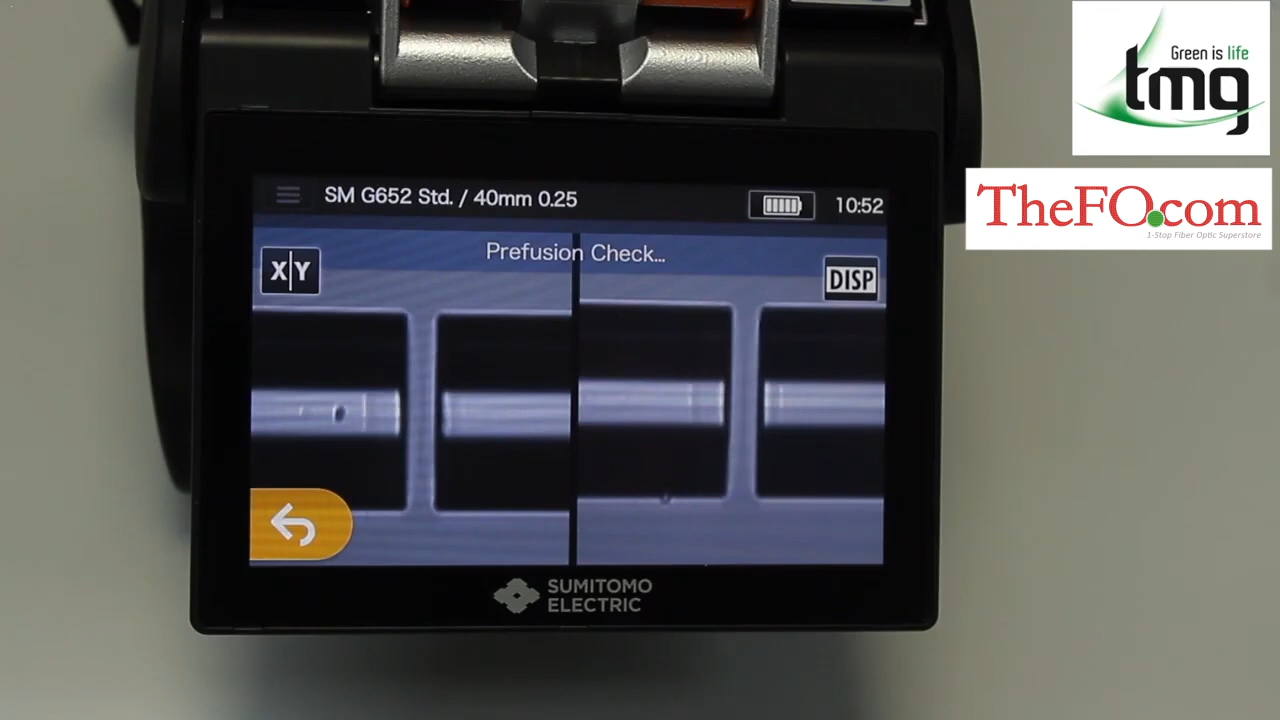 Green is life
tmg
TheFO.com
1-Stop Fiber Optic Superstore
SM G652 Std. / 40mm 0.25
10:52
Prefusion Check...
X|Y
DISP
SUMITOMO
ELECTRIC